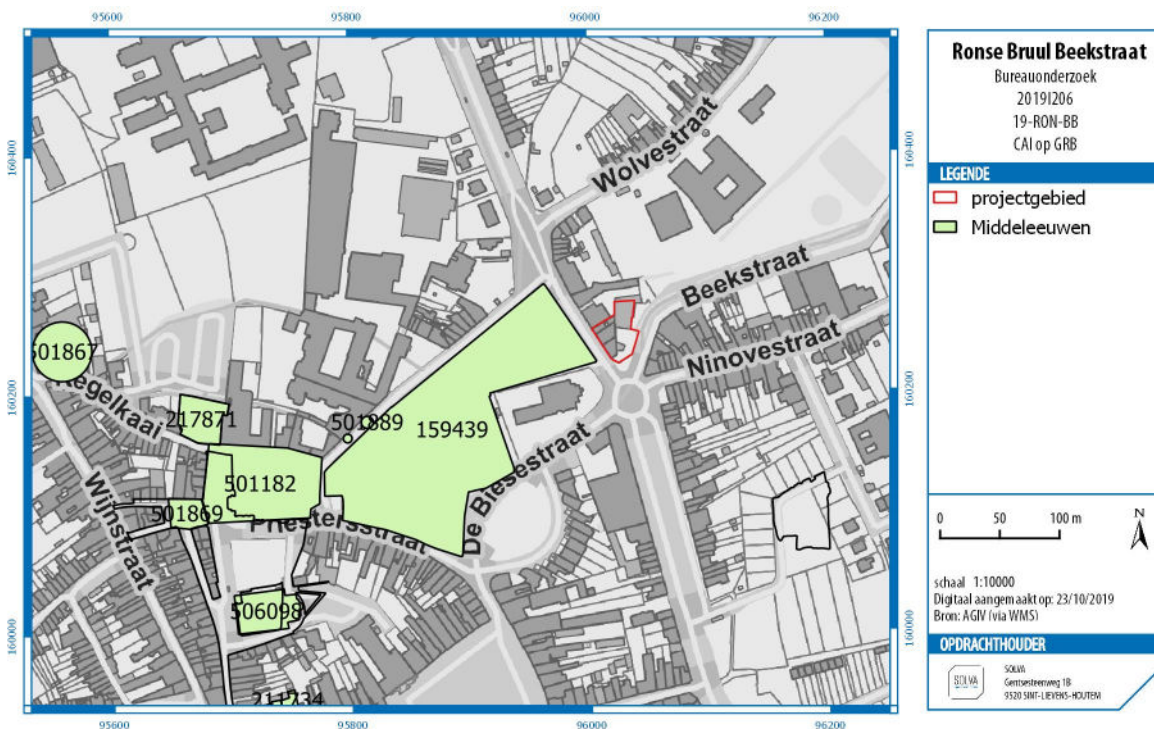 95600
95800
96000
96200
160400
160400
Wolvestraat
Beekstraat
Ninovestraat
501867
Regelkaai
217871
501889
159439
160200
160200
De Biesestraat
501182
501869
Priestersstraat
Wijnstraat
506098
160000
160000
211734
95600
95800
96000
96200
Ronse Bruul Beekstraat
Bureauonderzoek
2019I206
19-RON-BB
CAI op GRB
LEGENDE
projectgebied
Middeleeuwen
0 50 100 m
N
schaal 1:10000
Digitaal aangemaakt op: 23/10/2019
Bron: AGIV (via WMS)
OPDRACHTHOUDER
SOLVA
SOLVA
Gentsesteenweg 1B
9520 SINT-LIEVENS-HOUTEM